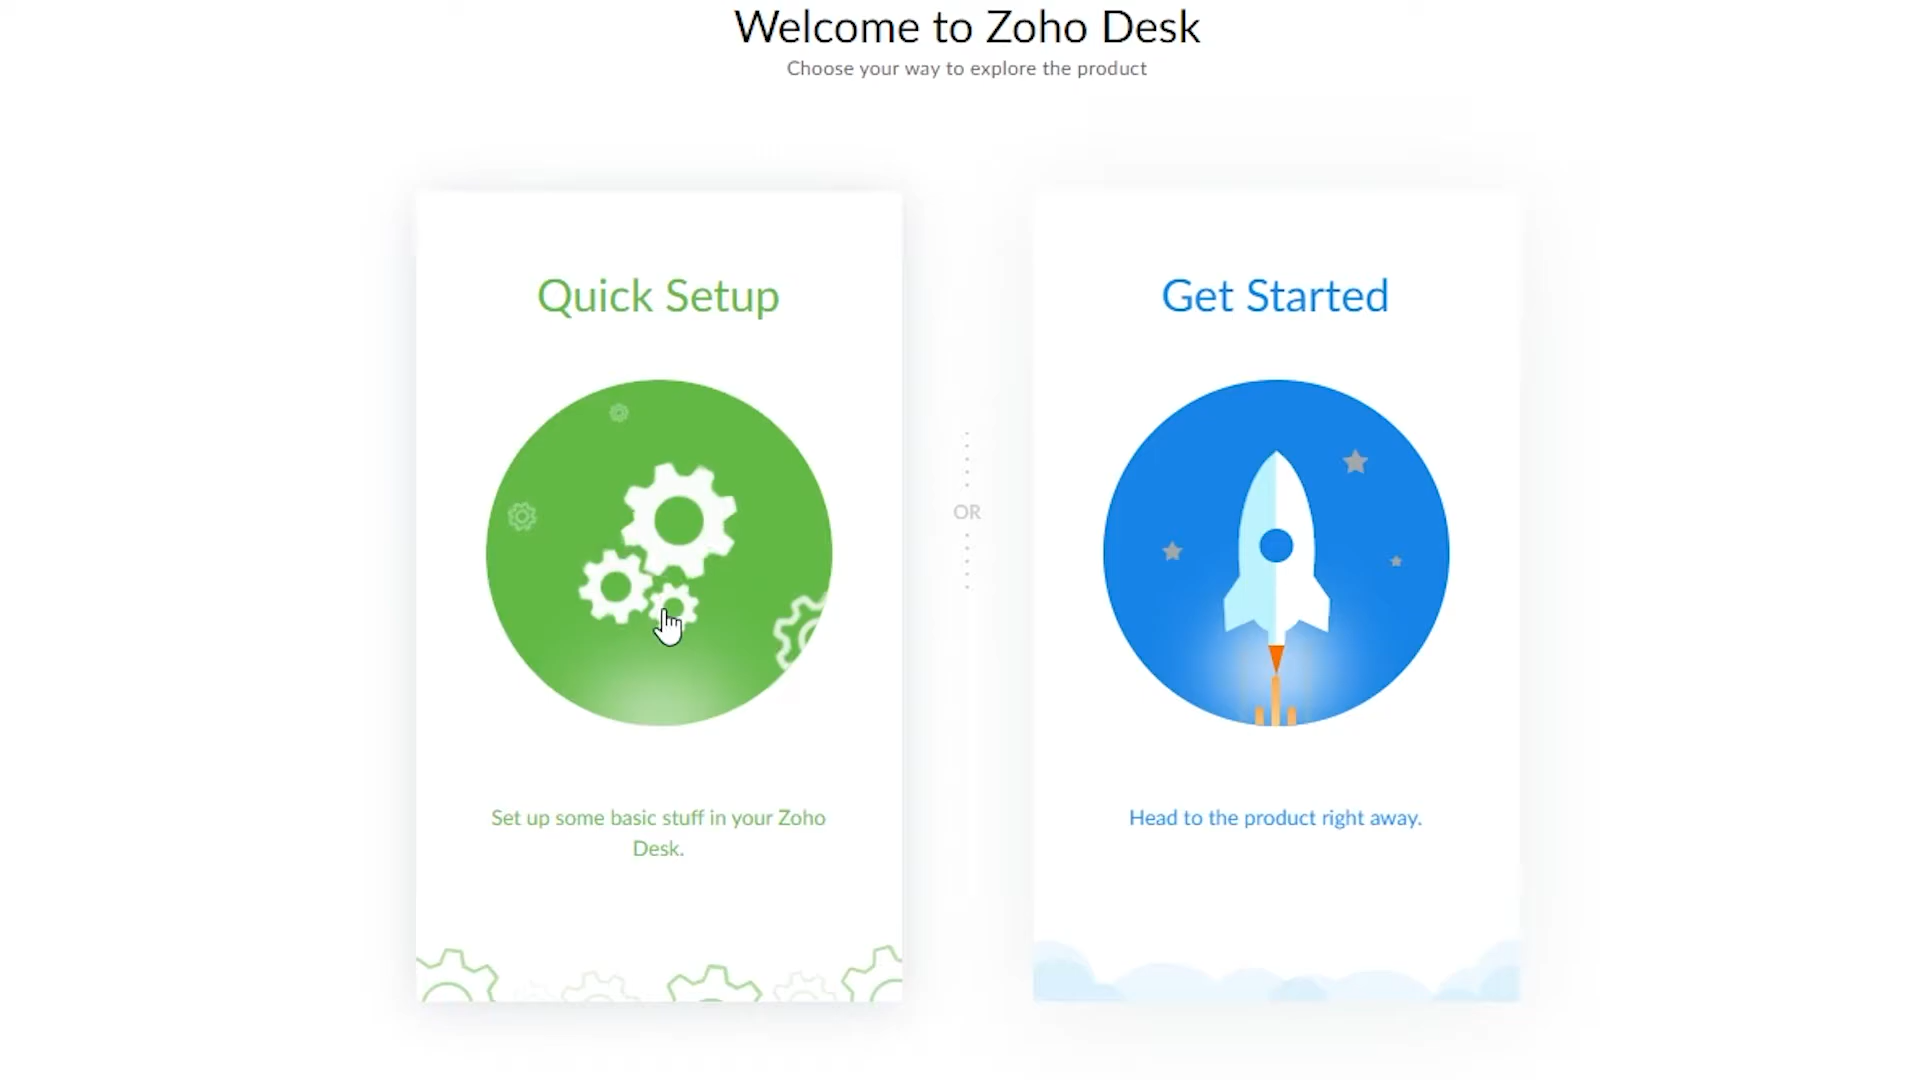 Welcome to Zoho Desk
Choose your way to explore the product
Quick Setup
Set up some basic stuff in your Zoho
Desk.
OR
Get Started
Head to the product right away.